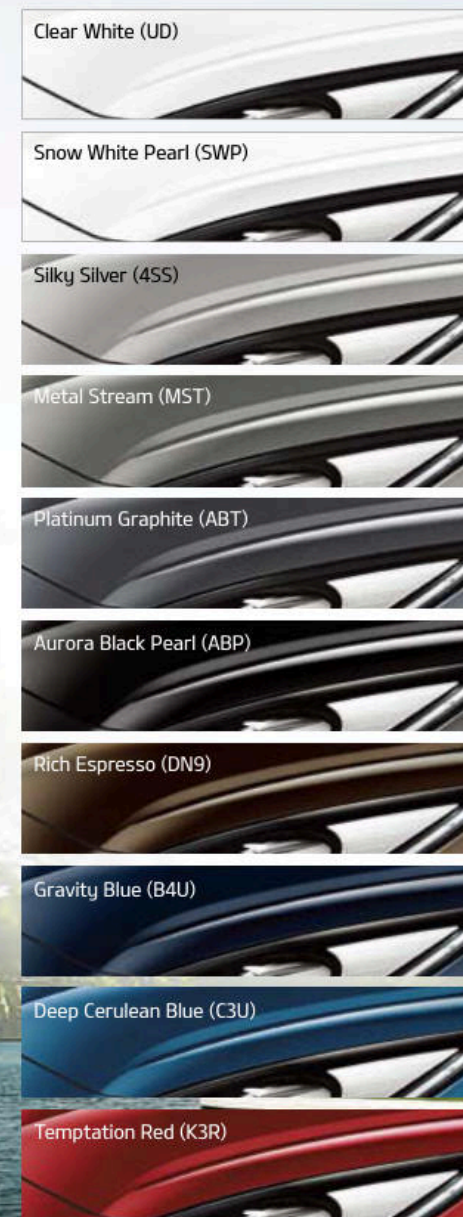 Clear White (UD)
Snow White Pearl (SWP)
Silky Silver (4SS)
Metal Stream (MST)
Platinum Graphite (ABT)
Aurora Black Pearl (ABP)
Rich Espresso (DN9)
Gravity Blue (B4U)
Deep Cerulean Blue (C3U)
Temptation Red (K3R)